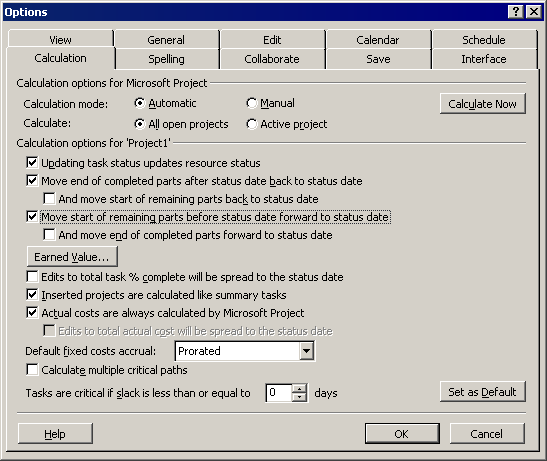 Options
View General Edit Calendar Schedule
Calculation Spelling Collaborate Save Interface
Calculation options for Microsoft Project
Calculation mode: Automatic Manual Calculate Now
Calculate: All open projects Active project
Calculation options for 'Project1'
Updating task status updates resource status
Move end of completed parts after status date back to status date
And move start of remaining parts back to status date
Move start of remaining parts before status date forward to status date
And move end of completed parts forward to status date
Earned Value...
Edits to total task % complete will be spread to the status date
Inserted projects are calculated like summary tasks
Actual costs are always calculated by Microsoft Project
Edits to total actual cost will be spread to the status date
Default fixed costs accrual: Prorated
Calculate multiple critical paths
Tasks are critical if slack is less than or equal to 0 days Set as Default
Help OK Cancel